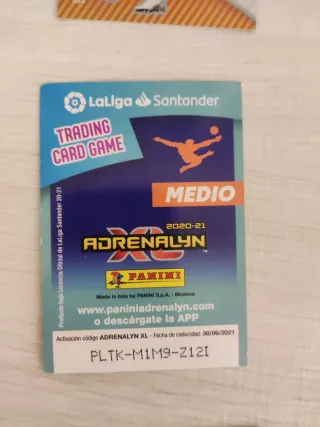 LaLiga Santander
TRADING
CARD GAME
MEDIO
2020-21
ADRENALYN
XL™
PANINI
Made in Italy by PANINI S.p.A. - Modena
www.paniniadrenalyn.com
o descárgate la APP
Producto bajo Licencia Oficial de LaLiga Santander 20-21
Activación código ADRENALYN XL - Fecha de caducidad: 30/06/2021
PLTK-M1M9-Z12I